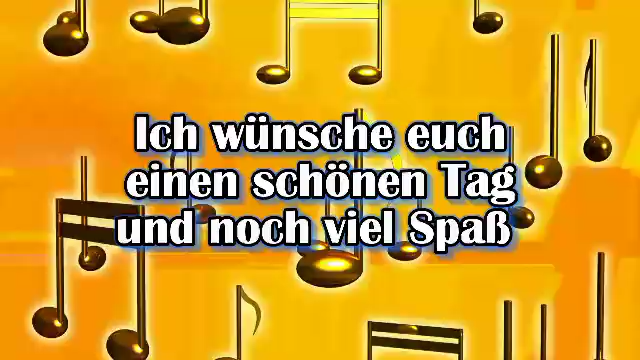 Ich wünsche euch
einen schönen Tag
und noch viel Spaß